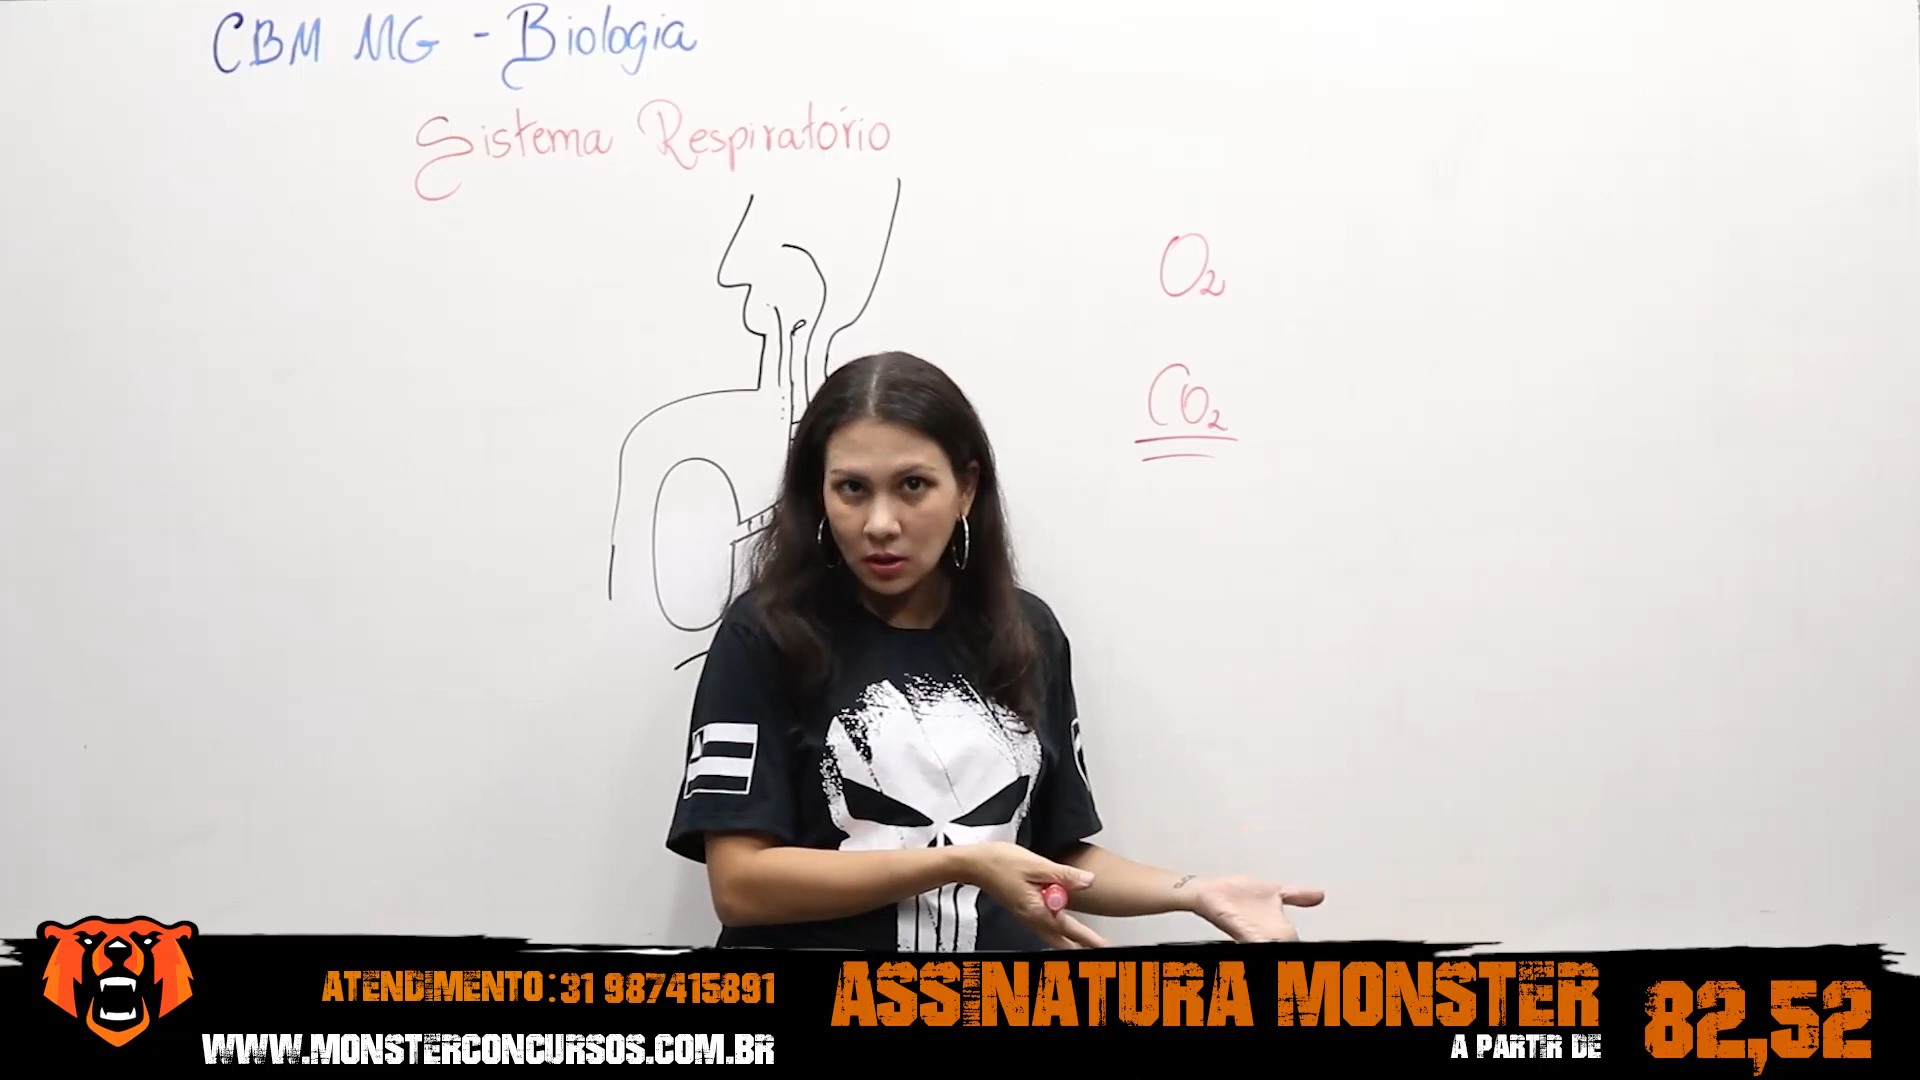 CBM MG - Biologia
Sistema Respiratório
O₂
CO₂
ATENDIMENTO: 31 987415891
WWW.MONSTERCONCURSOS.COM.BR
ASSINATURA MONSTER
A PARTIR DE
82,52